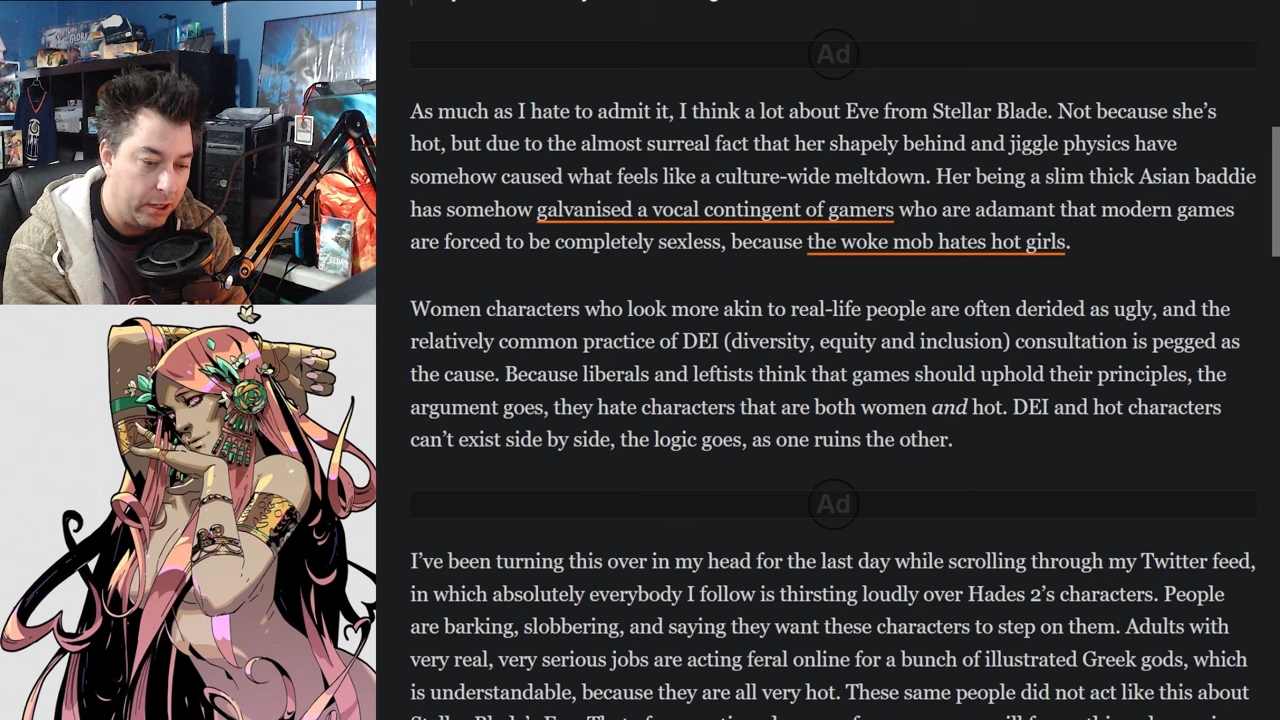 Ad
As much as I hate to admit it, I think a lot about Eve from Stellar Blade. Not because she's
hot, but due to the almost surreal fact that her shapely behind and jiggle physics have
somehow caused what feels like a culture-wide meltdown. Her being a slim thick Asian baddie
has somehow galvanised a vocal contingent of gamers who are adamant that modern games
are forced to be completely sexless, because the woke mob hates hot girls.
Women characters who look more akin to real-life people are often derided as ugly, and the
relatively common practice of DEI (diversity, equity and inclusion) consultation is pegged as
the cause. Because liberals and leftists think that games should uphold their principles, the
argument goes, they hate characters that are both women and hot. DEI and hot characters
can't exist side by side, the logic goes, as one ruins the other.
Ad
I've been turning this over in my head for the last day while scrolling through my Twitter feed,
in which absolutely everybody I follow is thirsting loudly over Hades 2's characters. People
are barking, slobbering, and saying they want these characters to step on them. Adults with
very real, very serious jobs are acting feral online for a bunch of illustrated Greek gods, which
is understandable, because they are all very hot. These same people did not act like this about